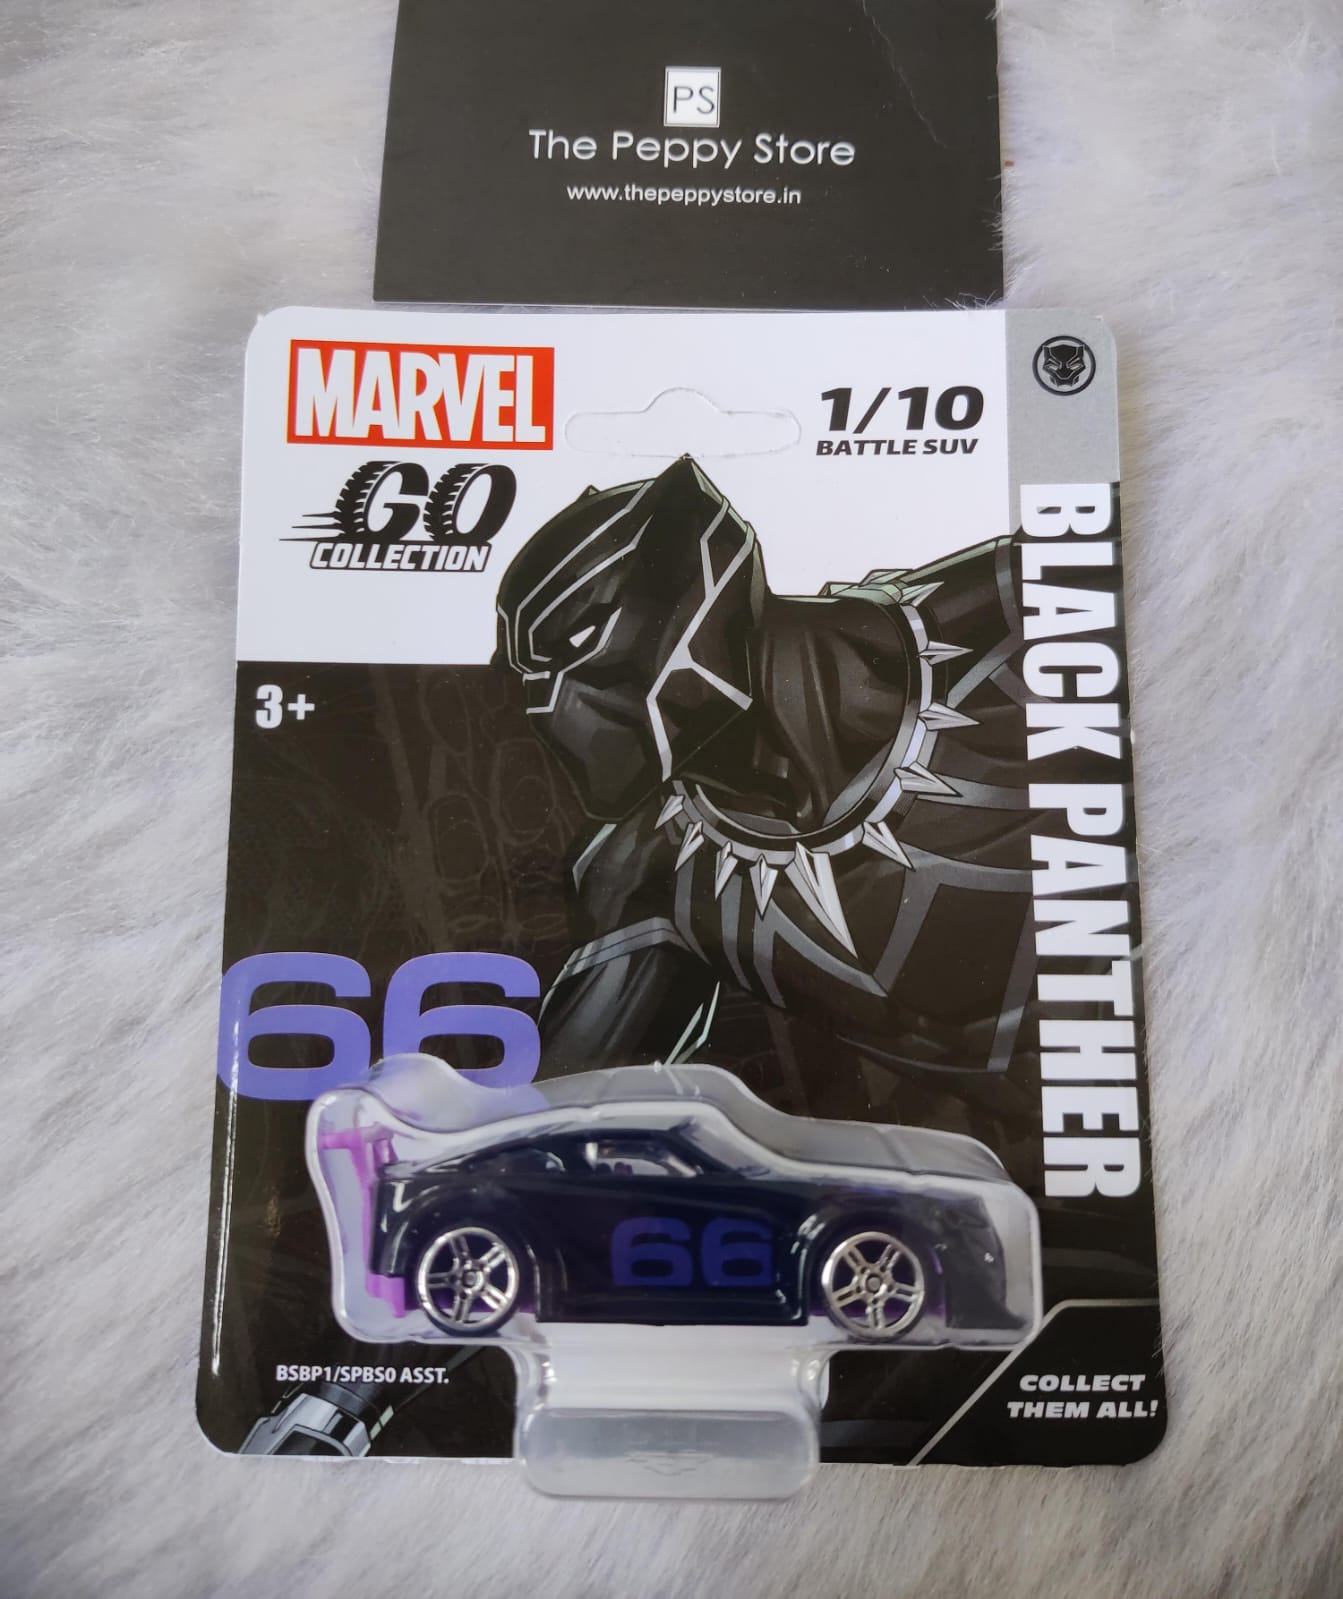 PS
The Peppy Store
www.thepeppystore.in
MARVEL
GO
COLLECTION
1/10
BATTLE SUV
BLACK PANTHER
3+
66
66
BSBP1/SPBS0 ASST.
COLLECT
THEM ALL!